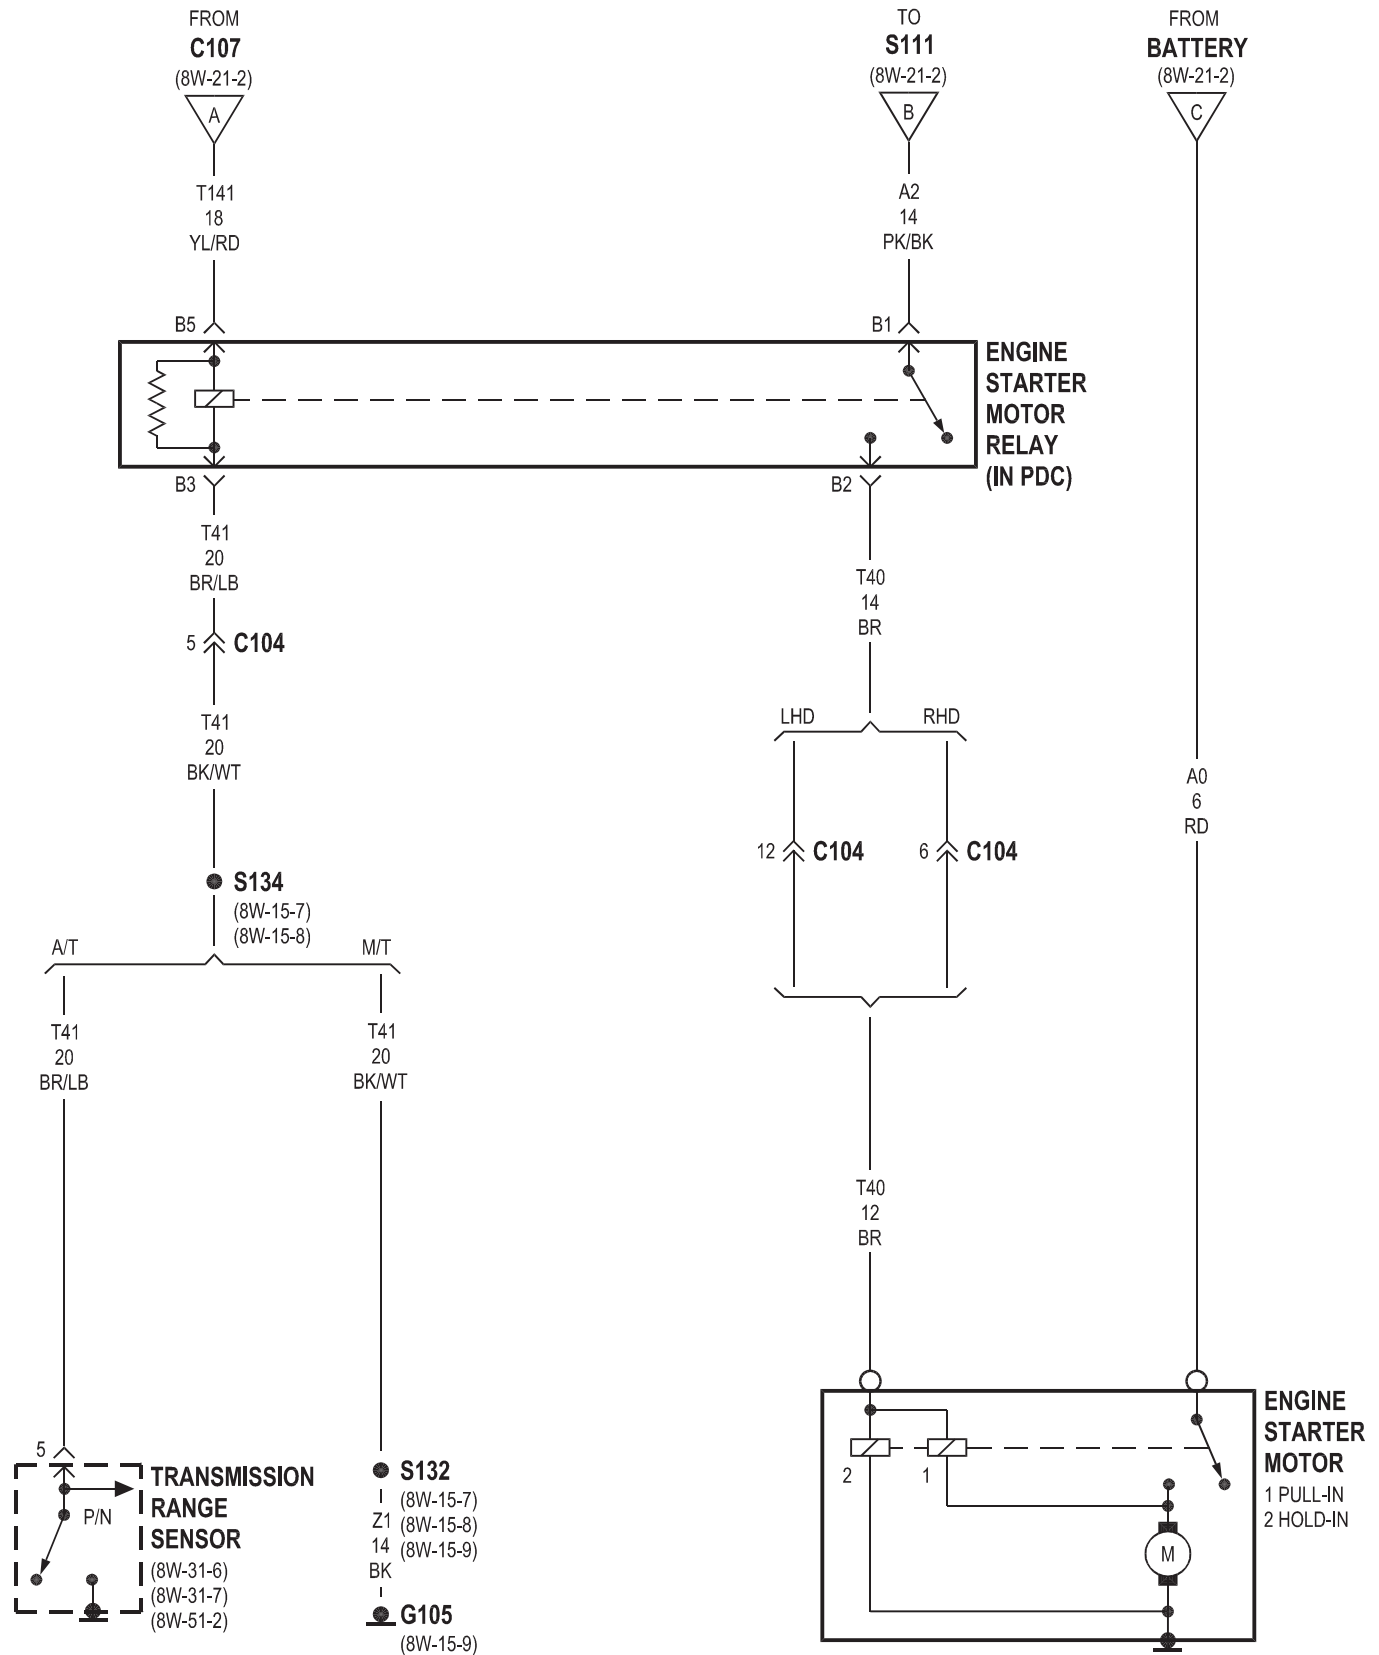 FROM
C107
(8W-21-2)
A
TO
S111
(8W-21-2)
B
FROM
BATTERY
(8W-21-2)
C
T141
18
YL/RD
A2
14
PK/BK
B5
B1
ENGINE
STARTER
MOTOR
RELAY
(IN PDC)
B3
B2
T41
20
BR/LB
5
C104
T41
20
BK/WT
T40
14
BR
LHD
RHD
12
C104
6
C104
A0
6
RD
S134
(8W-15-7)
(8W-15-8)
A/T
M/T
T41
20
BR/LB
T41
20
BK/WT
T40
12
BR
5
P/N
TRANSMISSION
RANGE
SENSOR
(8W-31-6)
(8W-31-7)
(8W-51-2)
S132
(8W-15-7)
(8W-15-8)
(8W-15-9)
Z1
14
BK
G105
(8W-15-9)
2
1
M
ENGINE
STARTER
MOTOR
1 PULL-IN
2 HOLD-IN